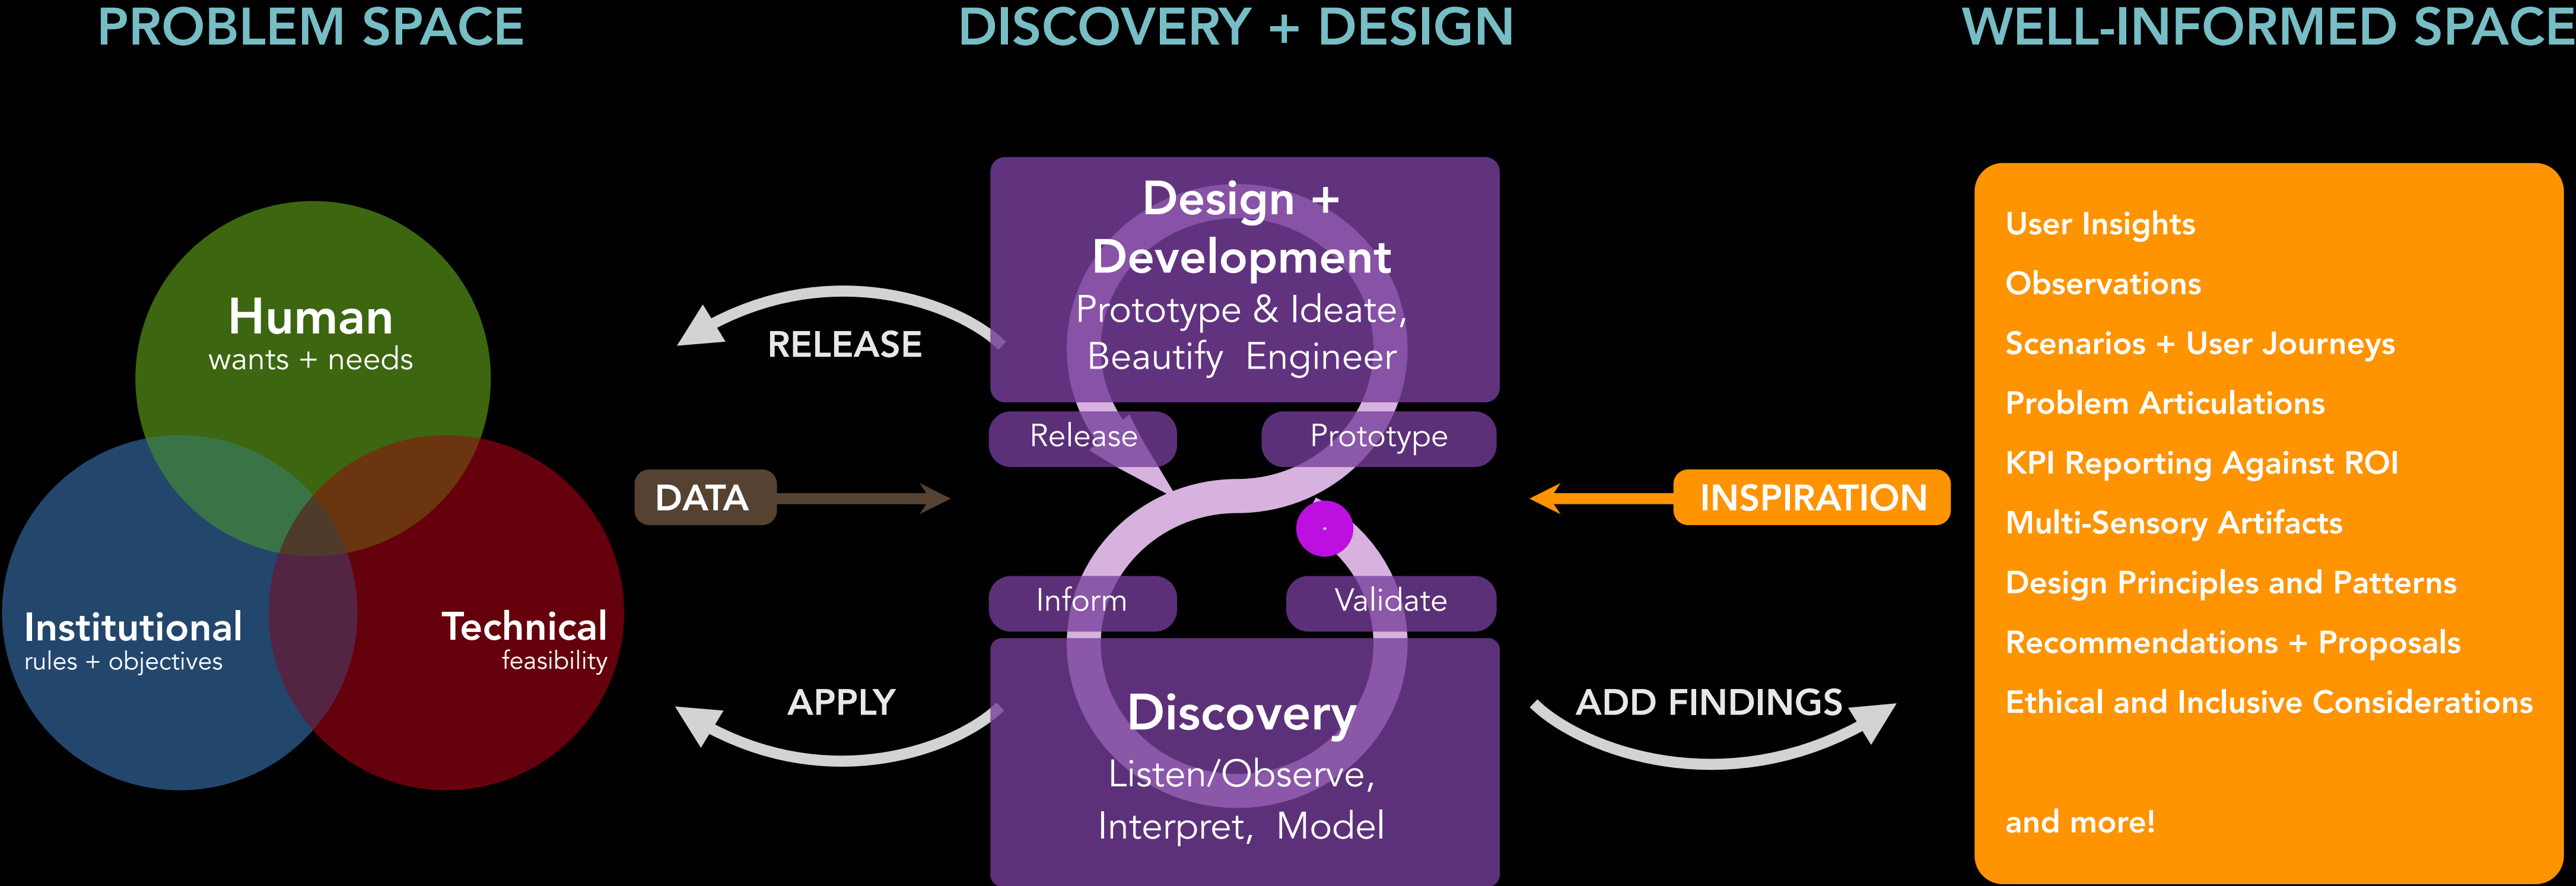 PROBLEM SPACE
DISCOVERY + DESIGN
WELL-INFORMED SPACE
Human
wants + needs
Institutional
rules + objectives
Technical
feasibility
RELEASE
DATA
APPLY
Design +
Development
Prototype & Ideate,
Beautify Engineer
Release
Prototype
Inform
Validate
Discovery
Listen/Observe,
Interpret, Model
INSPIRATION
ADD FINDINGS
User Insights
Observations
Scenarios + User Journeys
Problem Articulations
KPI Reporting Against ROI
Multi-Sensory Artifacts
Design Principles and Patterns
Recommendations + Proposals
Ethical and Inclusive Considerations
and more!